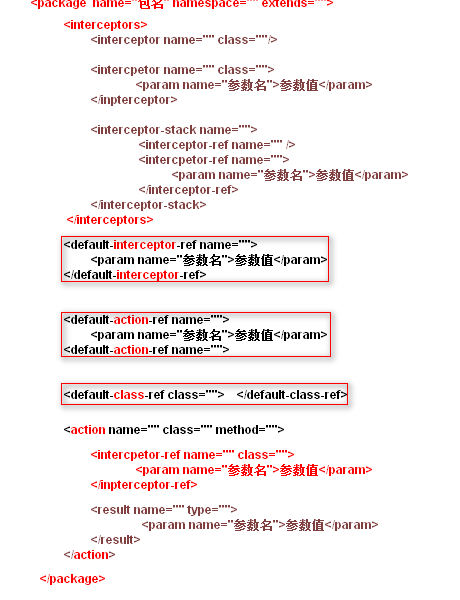 <package name="包名" namespace="" extends="">
<interceptors>
<interceptor name="" class=""/>
<intercpetor name="" class="">
<param name="参数名">参数值</param>
</inpterceptor>
<interceptor-stack name="">
<interceptor-ref name="" />
<intercpetor-ref name="">
<param name="参数名">参数值</param>
</interceptor-ref>
</interceptor-stack>
</interceptors>
<default-interceptor-ref name="">
<param name="参数名">参数值</param>
</default-interceptor-ref>
<default-action-ref name="">
<param name="参数名">参数值</param>
<default-action-ref name="">
<default-class-ref class=""> </default-class-ref>
<action name="" class="" method="">
<intercpetor-ref name="" class="">
<param name="参数名">参数值</param>
</inpterceptor-ref>
<result name="" type="">
<param name="参数名">参数值</param>
</result>
</action>
</package>